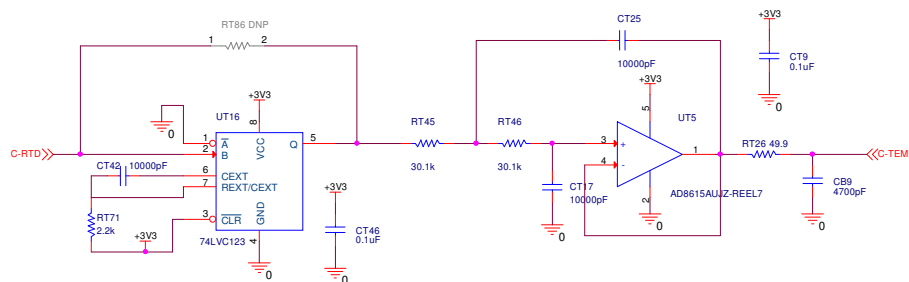 RT86 DNP
1
2
CT25
10000pF
+3V3
CT9
0.1uF
0
+3V3
UT16
+3V3
8
VCC
0
1
A
2
B
Q
5
C-RTD
CT42
10000pF
6
CEXT
7
REXT/CEXT
RT71
2.2k
3
CLR
GND
4
+3V3
74LVC123
0
+3V3
CT46
0.1uF
0
RT45
30.1k
RT46
30.1k
CT17
10000pF
0
UT5
5
3
+
4
-
1
2
AD8615AUJZ-REEL7
0
RT26 49.9
C-TEM
CB9
4700pF
0